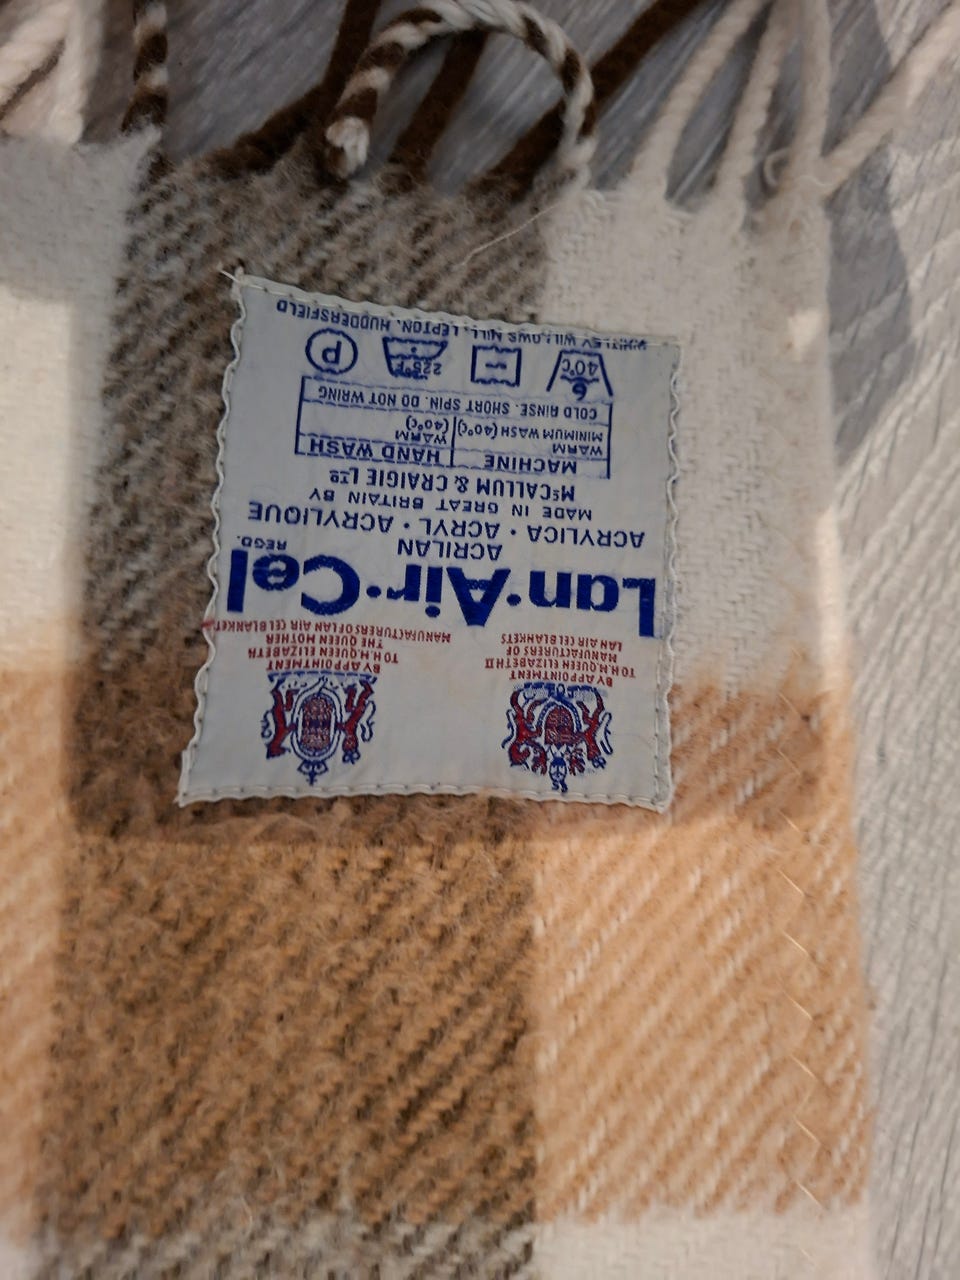 BY APPOINTMENT
TO H.M.QUEEN ELIZABETH II
MANUFACTURERS OF
LAN AIR CEL BLANKETS
BY APPOINTMENT
TO H.M.QUEEN ELIZABETH
THE QUEEN MOTHER
MANUFACTURERS OF LAN AIR CEL BLANKETS
Lan·Air·Cel
REGD.
ACRILAN
ACRYLICA · ACRYL · ACRYLIQUE
MADE IN GREAT BRITAIN BY
McCALLUM & CRAIGIE LTD
MACHINE HAND WASH
WARM WARM
MINIMUM WASH (40°C) (40°C)
COLD RINSE. SHORT SPIN. DO NOT WRING
6
40°C
225°F
P
WHITLEY WILLOWS MILL, LEPTON, HUDDERSFIELD